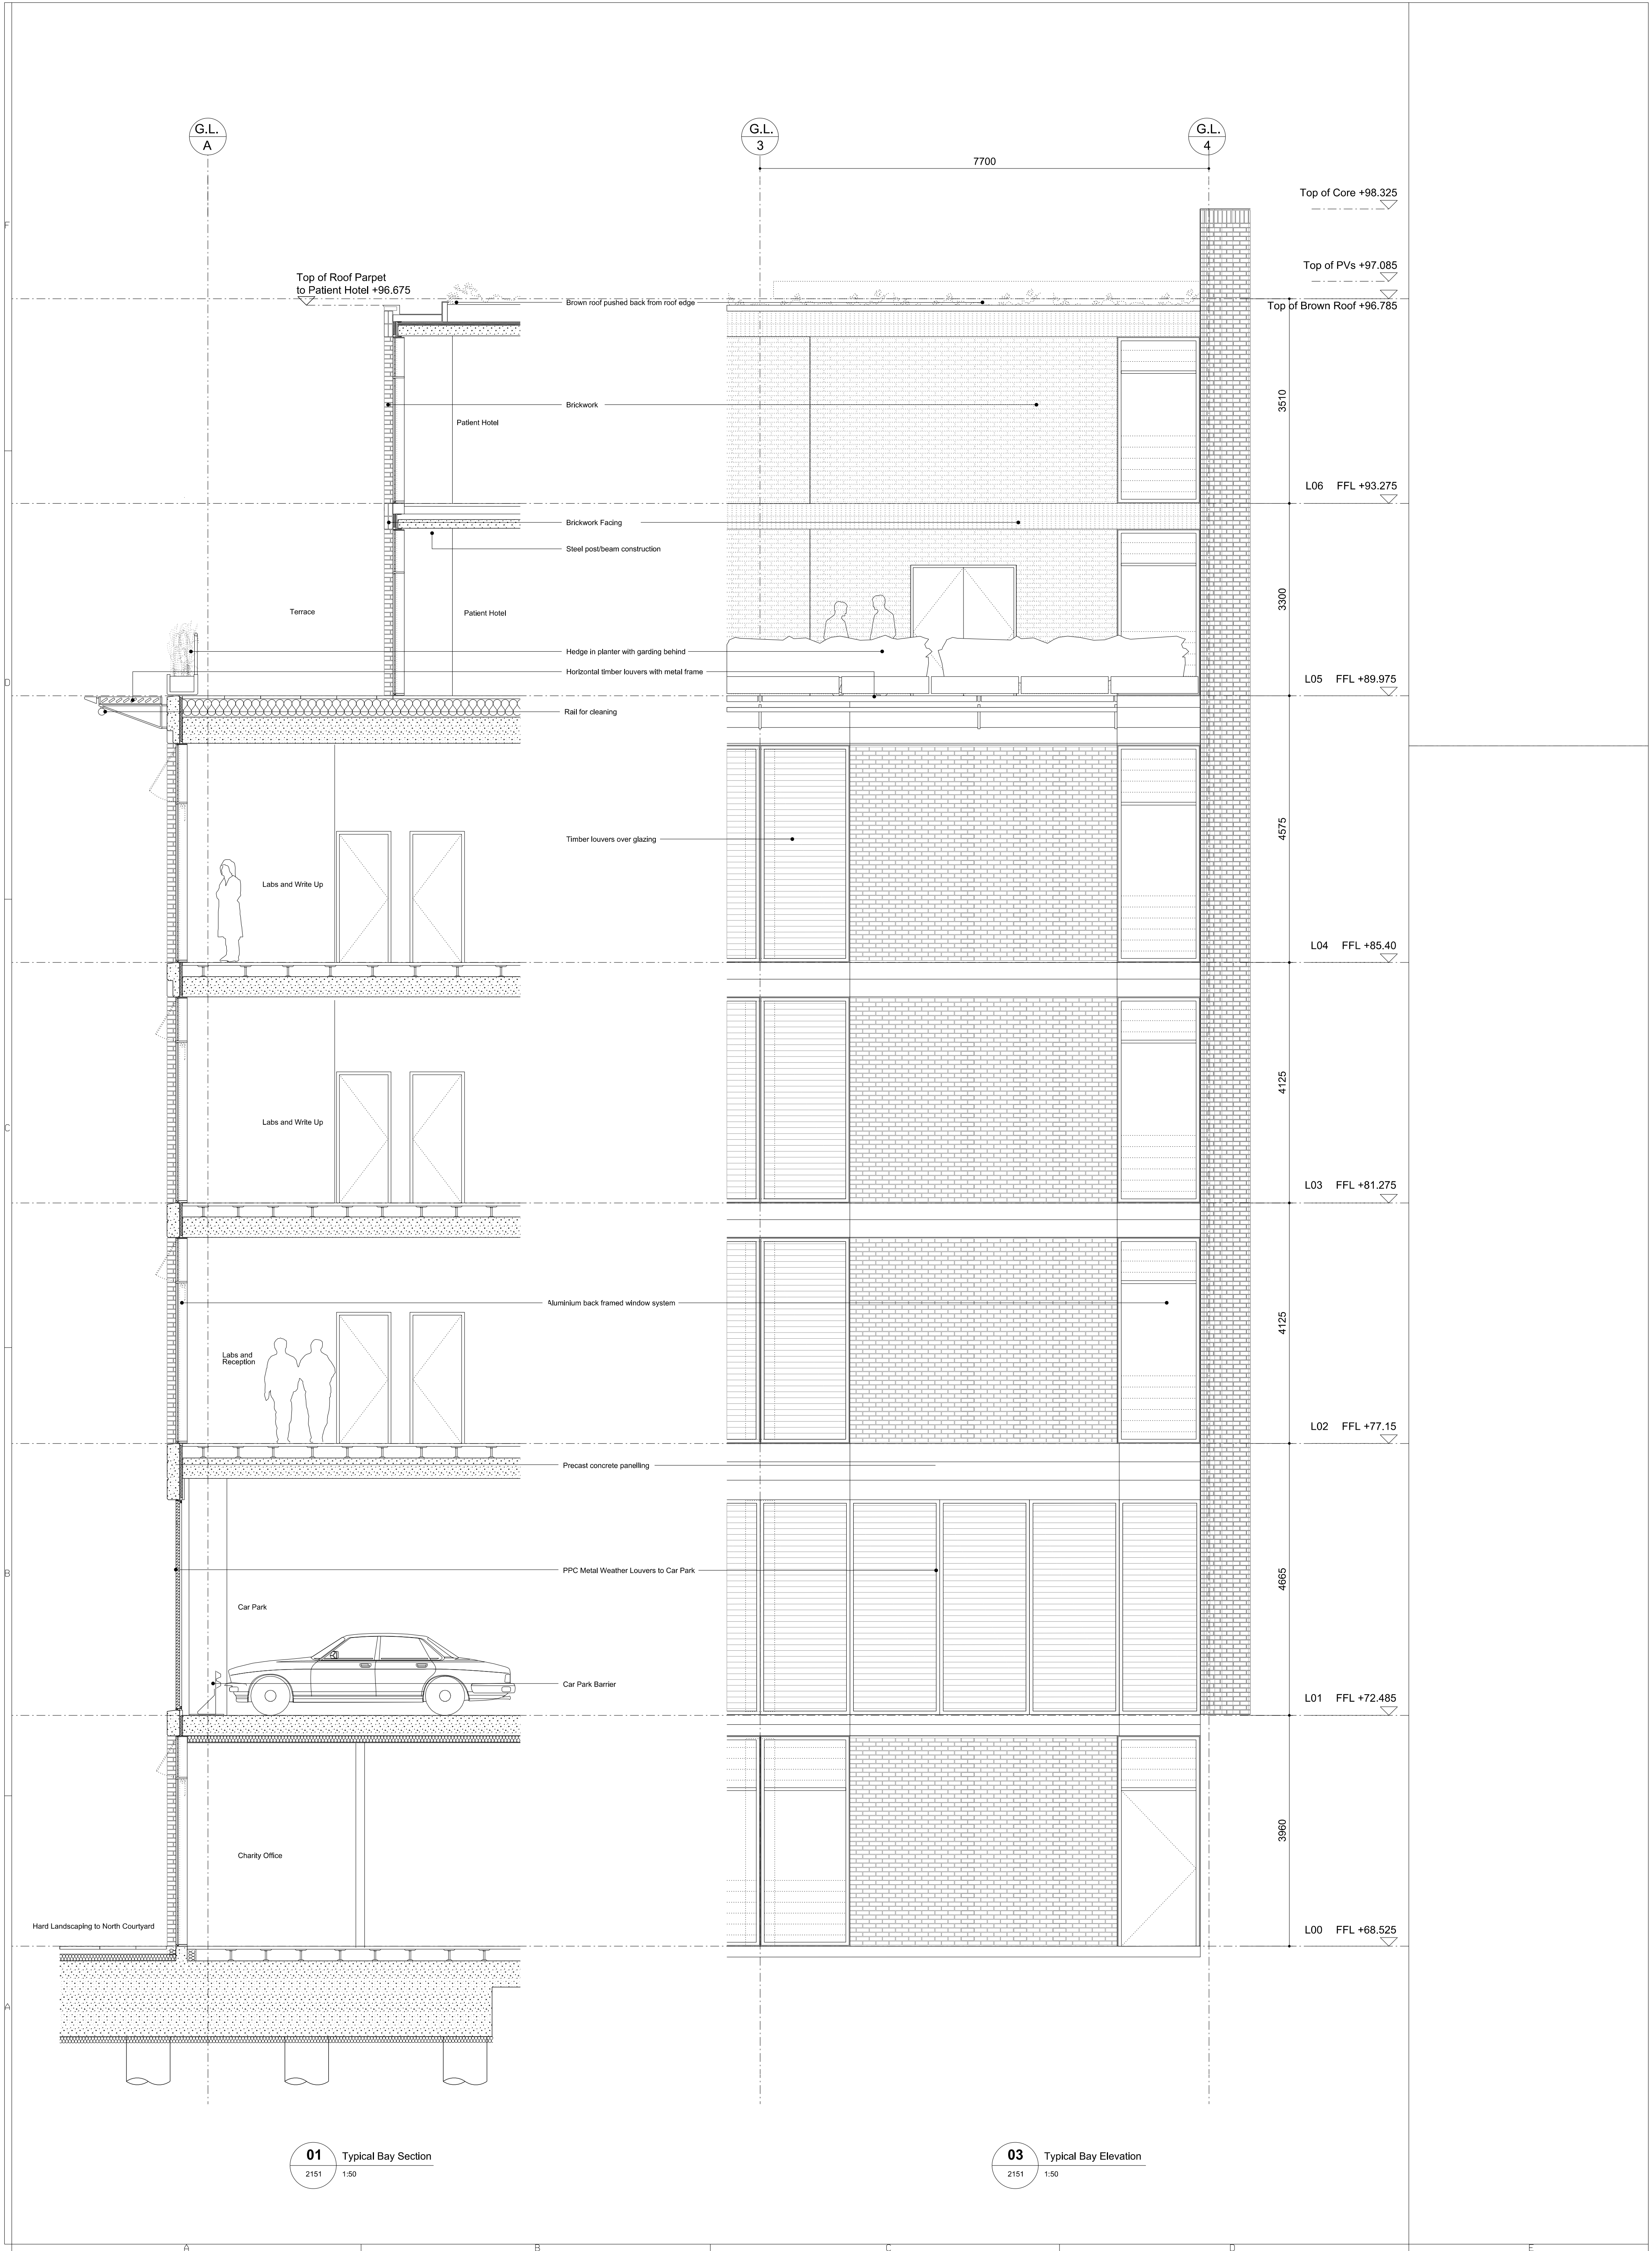 G.L.
A
G.L.
3
G.L.
4
7700
Top of Core +98.325
Top of PVs +97.085
Top of Roof Parpet
to Patient Hotel +96.675
Brown roof pushed back from roof edge
Top of Brown Roof +96.785
F
3510
Brickwork
Patient Hotel
L06 FFL +93.275
Brickwork Facing
Steel post/beam construction
3300
Terrace
Patient Hotel
Hedge in planter with garding behind
Horizontal timber louvers with metal frame
L05 FFL +89.975
D
Rail for cleaning
4575
Timber louvers over glazing
Labs and Write Up
L04 FFL +85.40
4125
Labs and Write Up
C
L03 FFL +81.275
Aluminium back framed window system
4125
Labs and
Reception
L02 FFL +77.15
Precast concrete panelling
PPC Metal Weather Louvers to Car Park
B
4665
Car Park
Car Park Barrier
L01 FFL +72.485
3960
Charity Office
Hard Landscaping to North Courtyard
L00 FFL +68.525
A
01
2151
Typical Bay Section
1:50
03
2151
Typical Bay Elevation
1:50
A
B
C
D
E